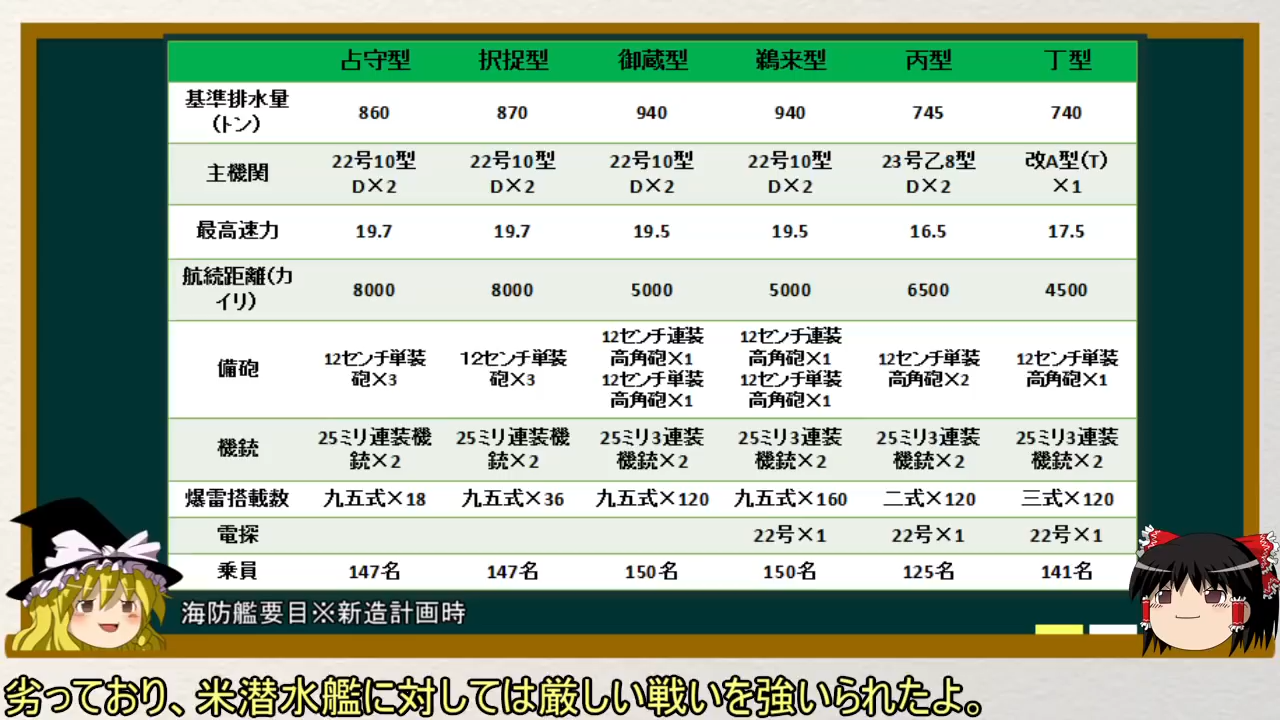 占守型 択捉型 御蔵型 鵜来型 丙型 丁型
基準排水量(トン) 860 870 940 940 745 740
主機関 22号10型D×2 22号10型D×2 22号10型D×2 22号10型D×2 23号乙8型D×2 改A型(T)×1
最高速力 19.7 19.7 19.5 19.5 16.5 17.5
航続距離(カイリ) 8000 8000 5000 5000 6500 4500
備砲 12センチ単装砲×3 12センチ単装砲×3 12センチ連装高角砲×1 12センチ単装高角砲×1 12センチ連装高角砲×1 12センチ単装高角砲×1 12センチ単装高角砲×2 12センチ単装高角砲×1
機銃 25ミリ連装機銃×2 25ミリ連装機銃×2 25ミリ3連装機銃×2 25ミリ3連装機銃×2 25ミリ3連装機銃×2 25ミリ3連装機銃×2
爆雷搭載数 九五式×18 九五式×36 九五式×120 九五式×160 二式×120 三式×120
電探 22号×1 22号×1 22号×1
乗員 147名 147名 150名 150名 125名 141名
海防艦要目※新造計画時
劣っており、米潜水艦に対しては厳しい戦いを強いられたよ。